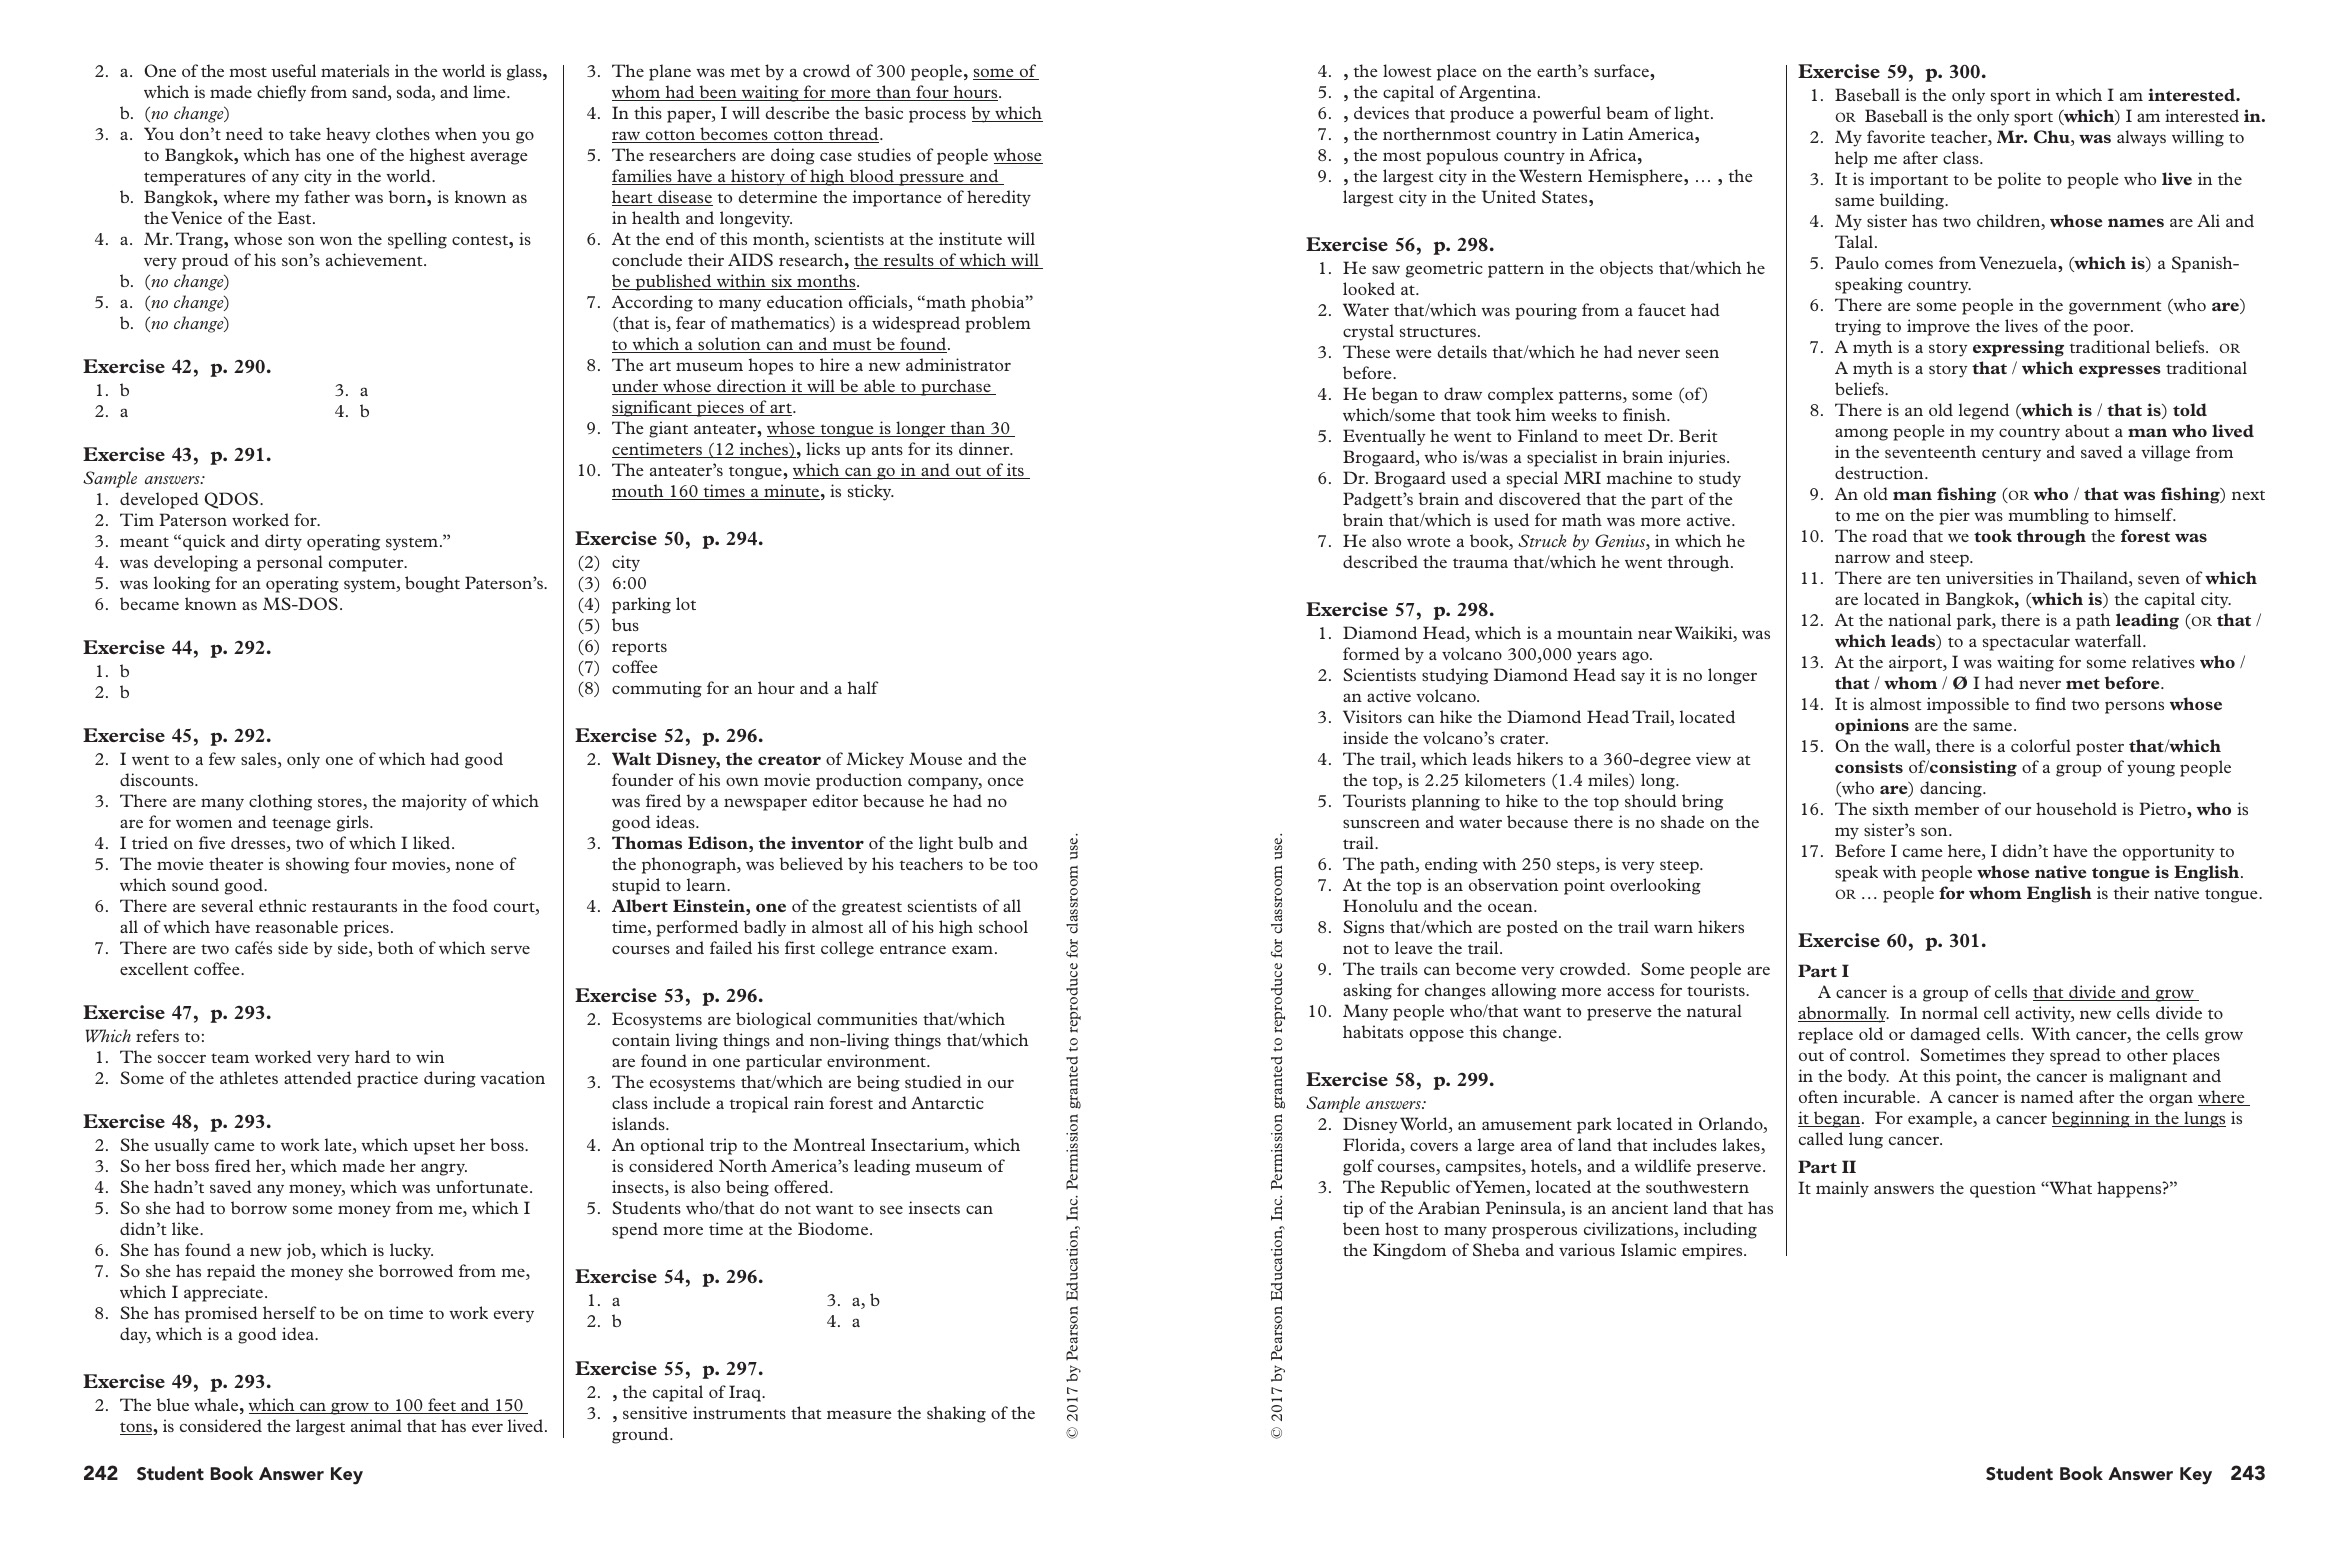 2. a. One of the most useful materials in the world is glass,
which is made chiefly from sand, soda, and lime.
b. (no change)
3. a. You don't need to take heavy clothes when you go
to Bangkok, which has one of the highest average
temperatures of any city in the world.
b. Bangkok, where my father was born, is known as
the Venice of the East.
4. a. Mr. Trang, whose son won the spelling contest, is
very proud of his son's achievement.
b. (no change)
5. a. (no change)
b. (no change)
Exercise 42, p. 290.
1. b 3. a
2. a 4. b
Exercise 43, p. 291.
Sample answers:
1. developed QDOS.
2. Tim Paterson worked for.
3. meant “quick and dirty operating system.”
4. was developing a personal computer.
5. was looking for an operating system, bought Paterson's.
6. became known as MS-DOS.
Exercise 44, p. 292.
1. b
2. b
Exercise 45, p. 292.
2. I went to a few sales, only one of which had good
discounts.
3. There are many clothing stores, the majority of which
are for women and teenage girls.
4. I tried on five dresses, two of which I liked.
5. The movie theater is showing four movies, none of
which sound good.
6. There are several ethnic restaurants in the food court,
all of which have reasonable prices.
7. There are two cafés side by side, both of which serve
excellent coffee.
Exercise 47, p. 293.
Which refers to:
1. The soccer team worked very hard to win
2. Some of the athletes attended practice during vacation
Exercise 48, p. 293.
2. She usually came to work late, which upset her boss.
3. So her boss fired her, which made her angry.
4. She hadn't saved any money, which was unfortunate.
5. So she had to borrow some money from me, which I
didn't like.
6. She has found a new job, which is lucky.
7. So she has repaid the money she borrowed from me,
which I appreciate.
8. She has promised herself to be on time to work every
day, which is a good idea.
Exercise 49, p. 293.
2. The blue whale, which can grow to 100 feet and 150
tons, is considered the largest animal that has ever lived.
3. The plane was met by a crowd of 300 people, some of
whom had been waiting for more than four hours.
4. In this paper, I will describe the basic process by which
raw cotton becomes cotton thread.
5. The researchers are doing case studies of people whose
families have a history of high blood pressure and
heart disease to determine the importance of heredity
in health and longevity.
6. At the end of this month, scientists at the institute will
conclude their AIDS research, the results of which will
be published within six months.
7. According to many education officials, “math phobia”
(that is, fear of mathematics) is a widespread problem
to which a solution can and must be found.
8. The art museum hopes to hire a new administrator
under whose direction it will be able to purchase
significant pieces of art.
9. The giant anteater, whose tongue is longer than 30
centimeters (12 inches), licks up ants for its dinner.
10. The anteater's tongue, which can go in and out of its
mouth 160 times a minute, is sticky.
Exercise 50, p. 294.
(2) city
(3) 6:00
(4) parking lot
(5) bus
(6) reports
(7) coffee
(8) commuting for an hour and a half
Exercise 52, p. 296.
2. Walt Disney, the creator of Mickey Mouse and the
founder of his own movie production company, once
was fired by a newspaper editor because he had no
good ideas.
3. Thomas Edison, the inventor of the light bulb and
the phonograph, was believed by his teachers to be too
stupid to learn.
4. Albert Einstein, one of the greatest scientists of all
time, performed badly in almost all of his high school
courses and failed his first college entrance exam.
Exercise 53, p. 296.
2. Ecosystems are biological communities that/which
contain living things and non-living things that/which
are found in one particular environment.
3. The ecosystems that/which are being studied in our
class include a tropical rain forest and Antarctic
islands.
4. An optional trip to the Montreal Insectarium, which
is considered North America's leading museum of
insects, is also being offered.
5. Students who/that do not want to see insects can
spend more time at the Biodome.
Exercise 54, p. 296.
1. a 3. a, b
2. b 4. a
Exercise 55, p. 297.
2. , the capital of Iraq.
3. , sensitive instruments that measure the shaking of the
ground.
© 2017 by Pearson Education, Inc. Permission granted to reproduce for classroom use.
242 Student Book Answer Key
© 2017 by Pearson Education, Inc. Permission granted to reproduce for classroom use.
4. , the lowest place on the earth's surface,
5. , the capital of Argentina.
6. , devices that produce a powerful beam of light.
7. , the northernmost country in Latin America,
8. , the most populous country in Africa,
9. , the largest city in the Western Hemisphere, … , the
largest city in the United States,
Exercise 56, p. 298.
1. He saw geometric pattern in the objects that/which he
looked at.
2. Water that/which was pouring from a faucet had
crystal structures.
3. These were details that/which he had never seen
before.
4. He began to draw complex patterns, some (of)
which/some that took him weeks to finish.
5. Eventually he went to Finland to meet Dr. Berit
Brogaard, who is/was a specialist in brain injuries.
6. Dr. Brogaard used a special MRI machine to study
Padgett's brain and discovered that the part of the
brain that/which is used for math was more active.
7. He also wrote a book, Struck by Genius, in which he
described the trauma that/which he went through.
Exercise 57, p. 298.
1. Diamond Head, which is a mountain near Waikiki, was
formed by a volcano 300,000 years ago.
2. Scientists studying Diamond Head say it is no longer
an active volcano.
3. Visitors can hike the Diamond Head Trail, located
inside the volcano's crater.
4. The trail, which leads hikers to a 360-degree view at
the top, is 2.25 kilometers (1.4 miles) long.
5. Tourists planning to hike to the top should bring
sunscreen and water because there is no shade on the
trail.
6. The path, ending with 250 steps, is very steep.
7. At the top is an observation point overlooking
Honolulu and the ocean.
8. Signs that/which are posted on the trail warn hikers
not to leave the trail.
9. The trails can become very crowded. Some people are
asking for changes allowing more access for tourists.
10. Many people who/that want to preserve the natural
habitats oppose this change.
Exercise 58, p. 299.
Sample answers:
2. Disney World, an amusement park located in Orlando,
Florida, covers a large area of land that includes lakes,
golf courses, campsites, hotels, and a wildlife preserve.
3. The Republic of Yemen, located at the southwestern
tip of the Arabian Peninsula, is an ancient land that has
been host to many prosperous civilizations, including
the Kingdom of Sheba and various Islamic empires.
Exercise 59, p. 300.
1. Baseball is the only sport in which I am interested.
OR Baseball is the only sport (which) I am interested in.
2. My favorite teacher, Mr. Chu, was always willing to
help me after class.
3. It is important to be polite to people who live in the
same building.
4. My sister has two children, whose names are Ali and
Talal.
5. Paulo comes from Venezuela, (which is) a Spanish-
speaking country.
6. There are some people in the government (who are)
trying to improve the lives of the poor.
7. A myth is a story expressing traditional beliefs. OR
A myth is a story that / which expresses traditional
beliefs.
8. There is an old legend (which is / that is) told
among people in my country about a man who lived
in the seventeenth century and saved a village from
destruction.
9. An old man fishing (OR who / that was fishing) next
to me on the pier was mumbling to himself.
10. The road that we took through the forest was
narrow and steep.
11. There are ten universities in Thailand, seven of which
are located in Bangkok, (which is) the capital city.
12. At the national park, there is a path leading (OR that /
which leads) to a spectacular waterfall.
13. At the airport, I was waiting for some relatives who /
that / whom / Ø I had never met before.
14. It is almost impossible to find two persons whose
opinions are the same.
15. On the wall, there is a colorful poster that/which
consists of/consisting of a group of young people
(who are) dancing.
16. The sixth member of our household is Pietro, who is
my sister's son.
17. Before I came here, I didn't have the opportunity to
speak with people whose native tongue is English.
OR … people for whom English is their native tongue.
Exercise 60, p. 301.
Part I
A cancer is a group of cells that divide and grow
abnormally. In normal cell activity, new cells divide to
replace old or damaged cells. With cancer, the cells grow
out of control. Sometimes they spread to other places
in the body. At this point, the cancer is malignant and
often incurable. A cancer is named after the organ where
it began. For example, a cancer beginning in the lungs is
called lung cancer.
Part II
It mainly answers the question “What happens?”
Student Book Answer Key 243